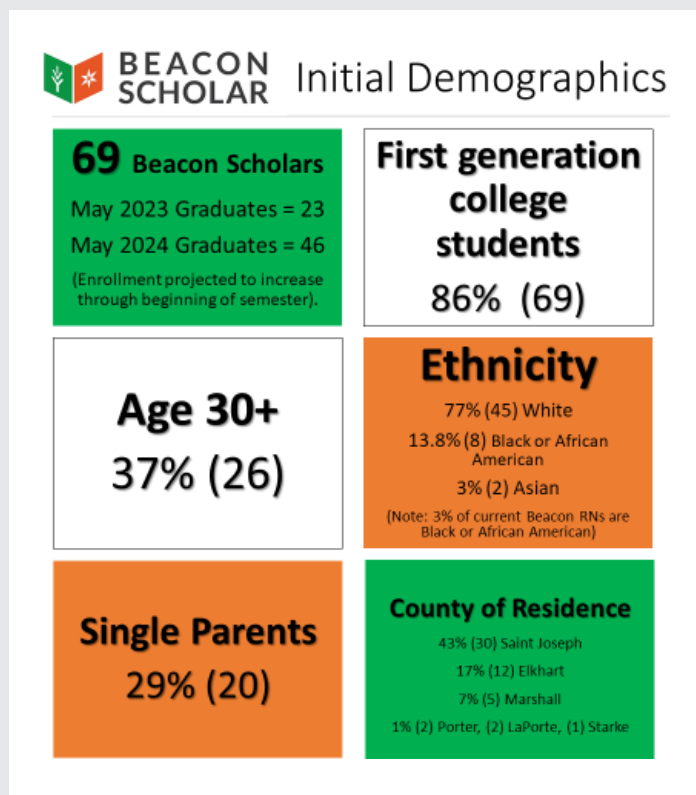 BEACON
SCHOLAR
Initial Demographics
69 Beacon Scholars
May 2023 Graduates = 23
May 2024 Graduates = 46
(Enrollment projected to increase
through beginning of semester).
First generation
college
students
86% (69)
Age 30+
37% (26)
Ethnicity
77% (45) White
13.8% (8) Black or African
American
3% (2) Asian
(Note: 3% of current Beacon RNs are
Black or African American)
Single Parents
29% (20)
County of Residence
43% (30) Saint Joseph
17% (12) Elkhart
7% (5) Marshall
1% (2) Porter, (2) LaPorte, (1) Starke